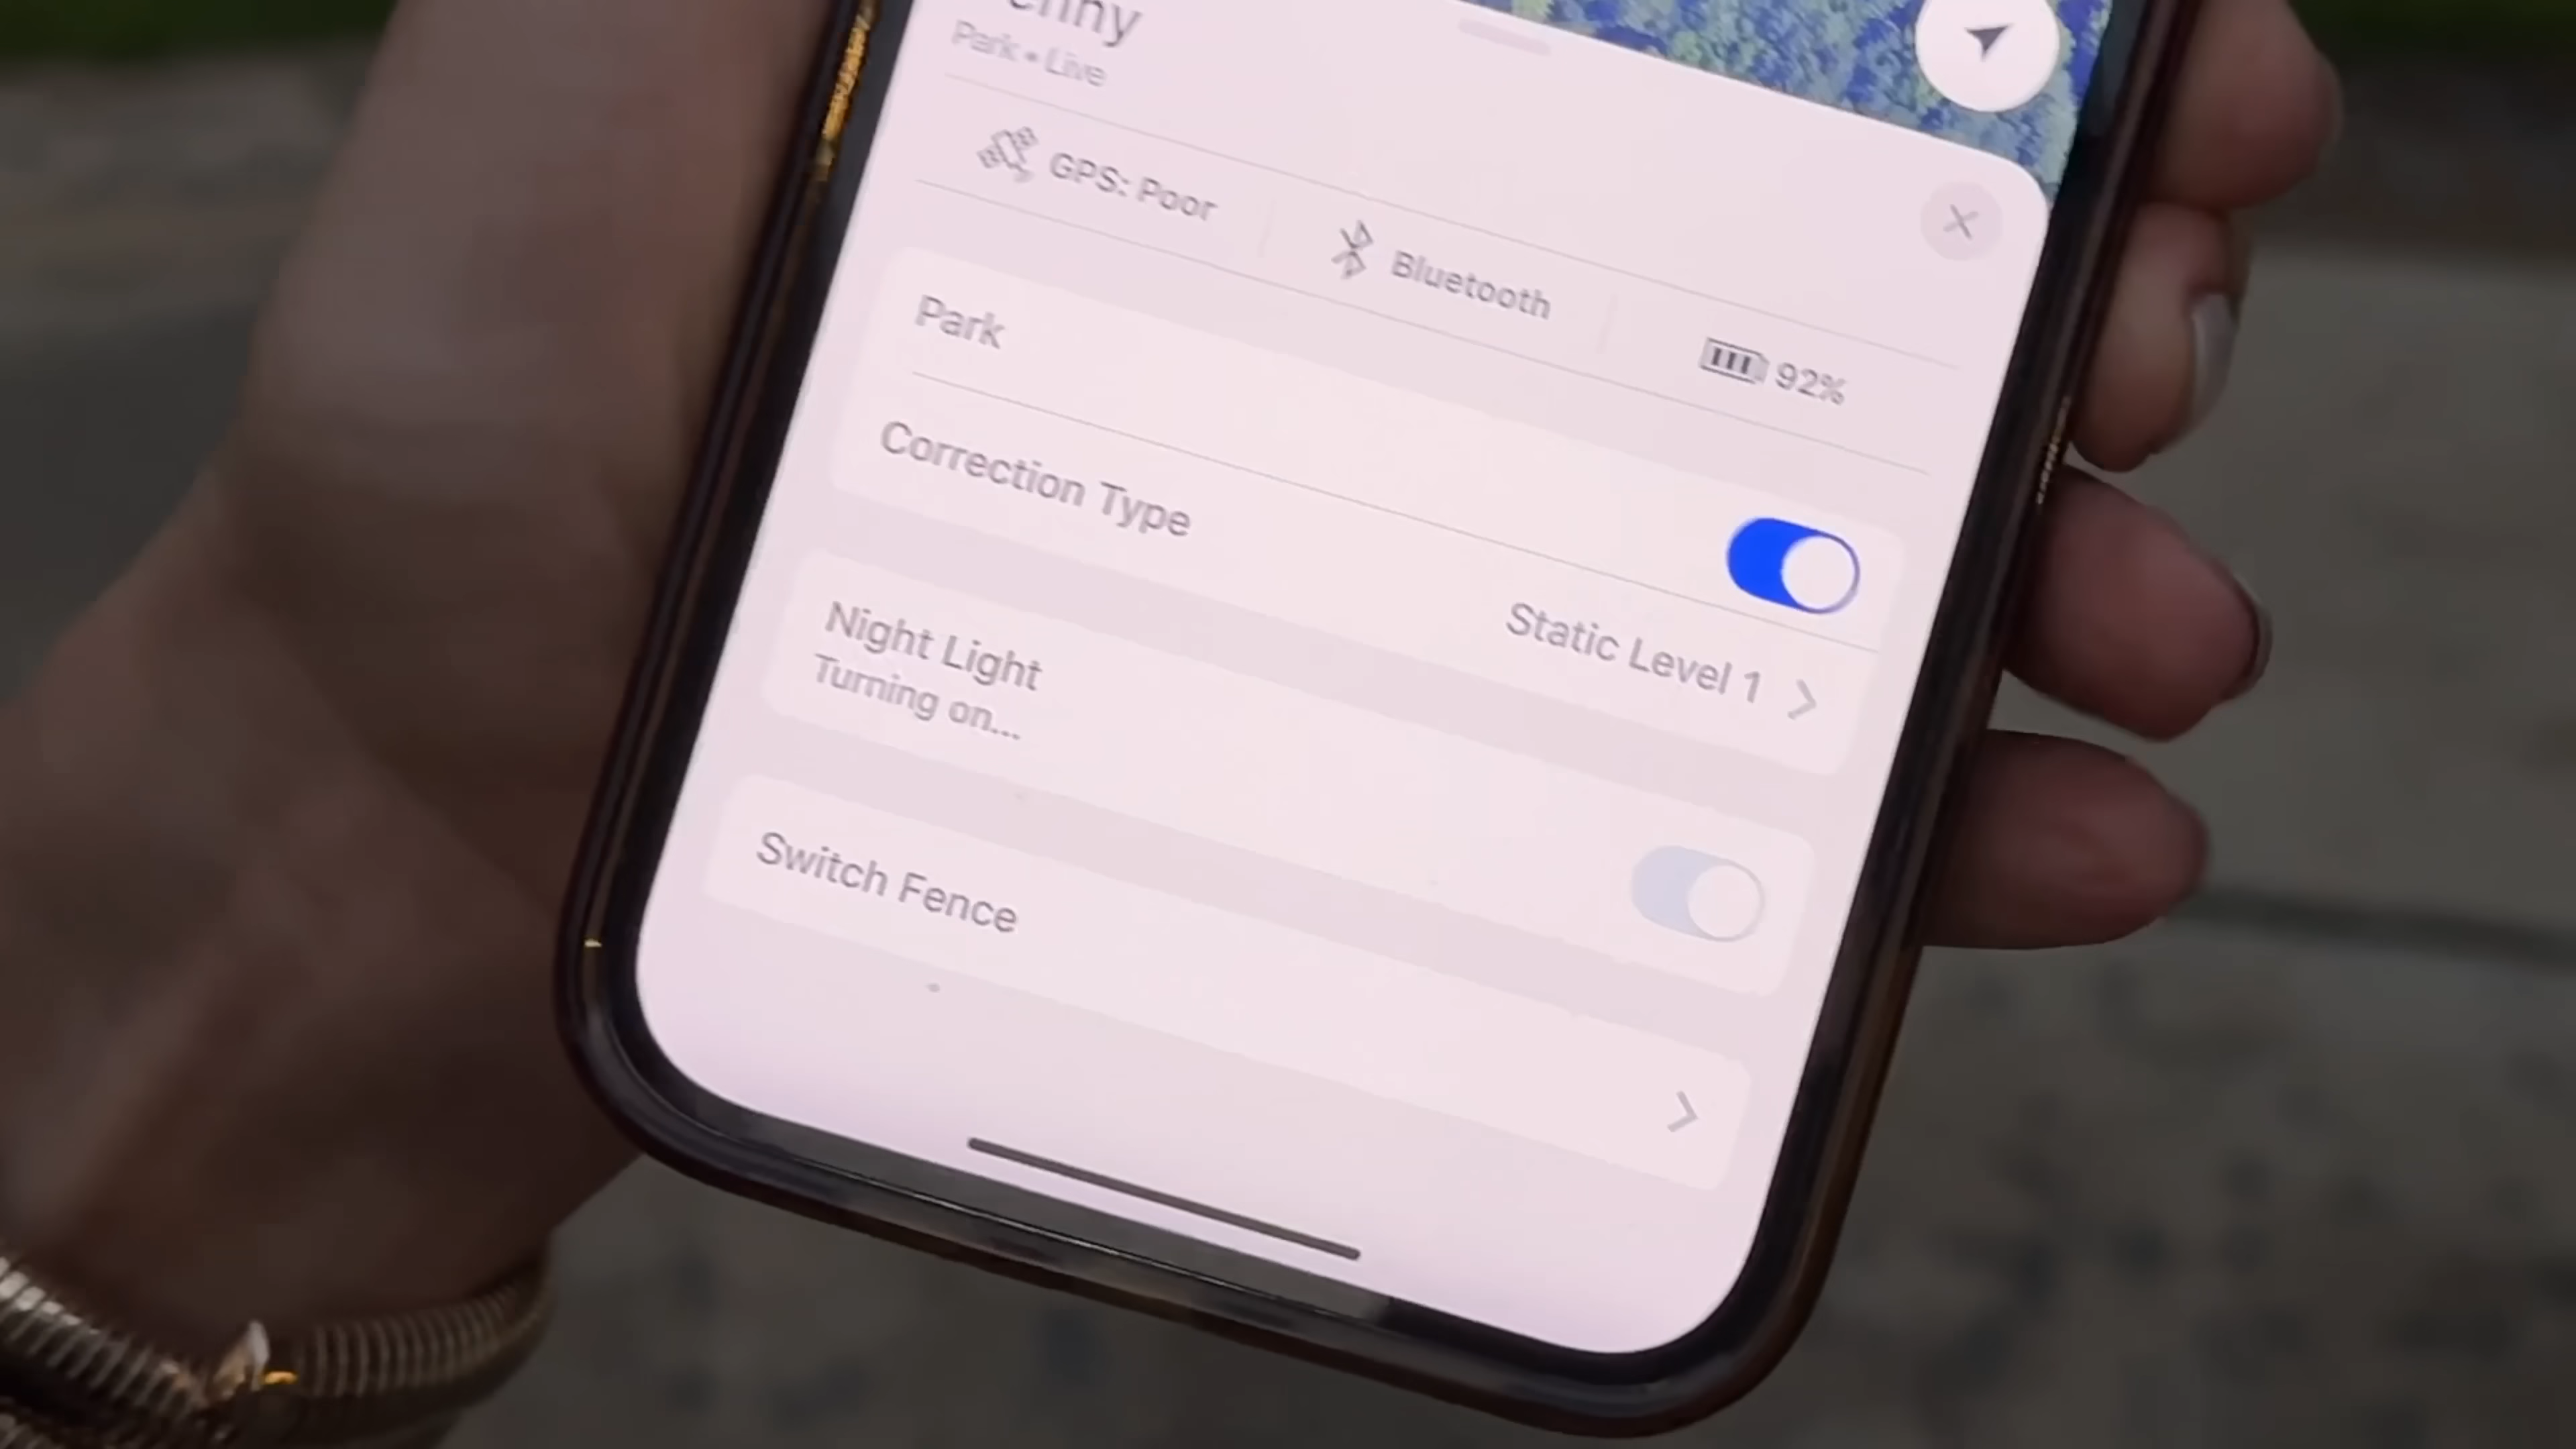 Park • Live
GPS: Poor
Bluetooth
92%
Park
Correction Type
Static Level 1
Night Light
Turning on...
Switch Fence